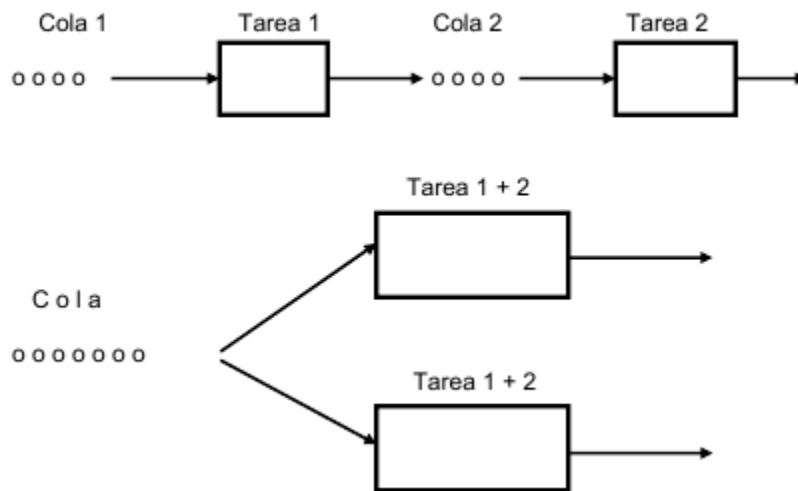 Cola 1 Tarea 1 Cola 2 Tarea 2
o o o o o o o o
Tarea 1 + 2
C o l a
o o o o o o o
Tarea 1 + 2